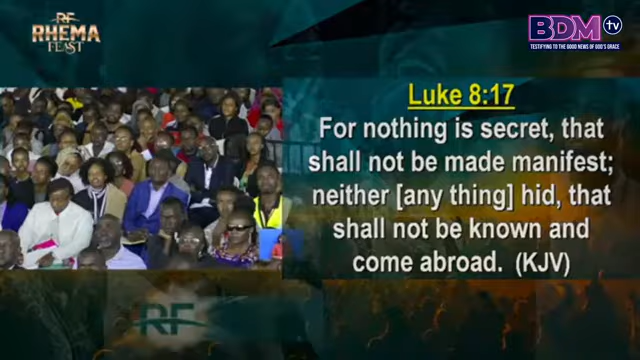 RF
RHEMA
FEAST
BDM tv
TESTIFYING TO THE GOOD NEWS OF GOD'S GRACE
Luke 8:17
For nothing is secret, that
shall not be made manifest;
neither [any thing] hid, that
shall not be known and
come abroad. (KJV)
RF